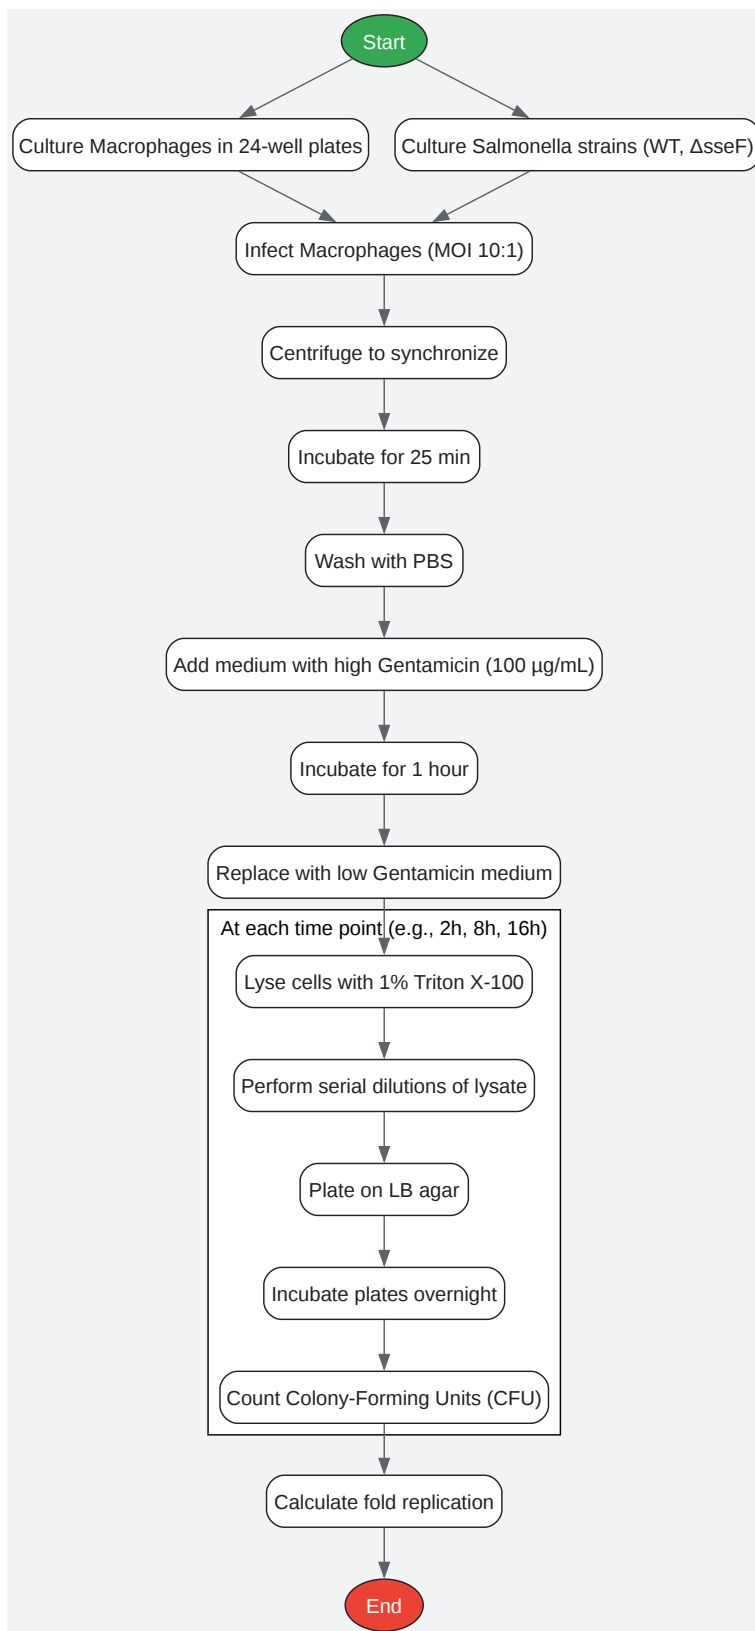 Start
Culture Macrophages in 24-well plates
Culture Salmonella strains (WT, ΔsseF)
Infect Macrophages (MOI 10:1)
Centrifuge to synchronize
Incubate for 25 min
Wash with PBS
Add medium with high Gentamicin (100 µg/mL)
Incubate for 1 hour
Replace with low Gentamicin medium
At each time point (e.g., 2h, 8h, 16h)
Lyse cells with 1% Triton X-100
Perform serial dilutions of lysate
Plate on LB agar
Incubate plates overnight
Count Colony-Forming Units (CFU)
Calculate fold replication
End